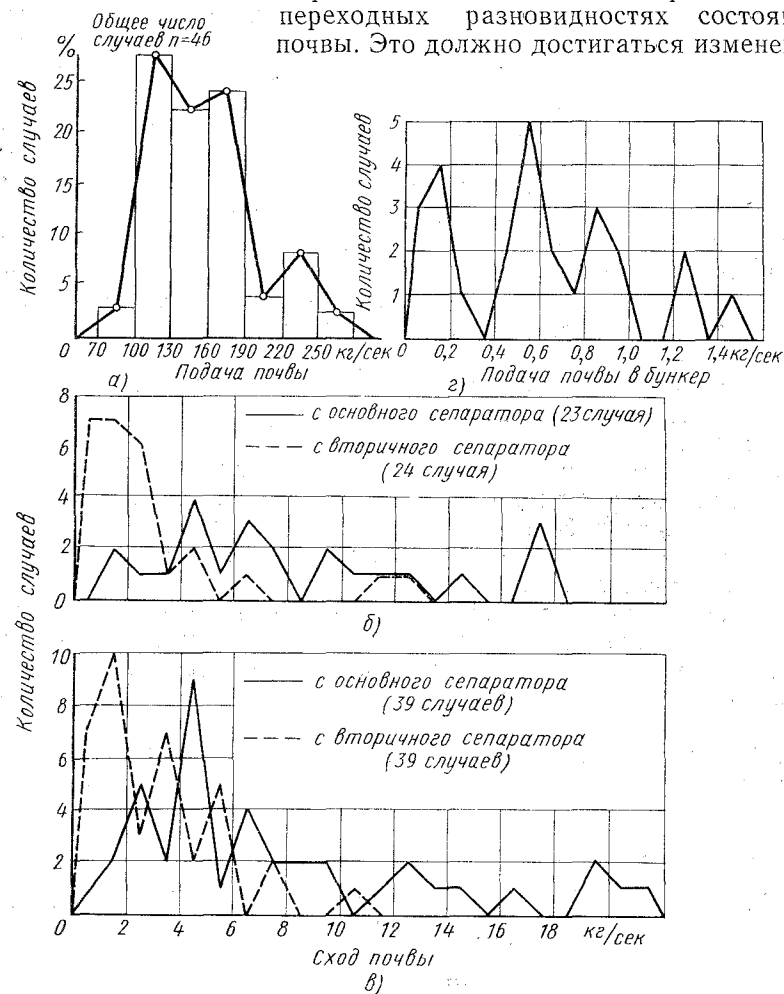 переходных разновидностях состоя
почвы. Это должно достигаться измене
Общее число
случаев n=46
%
25
20
15
10
5
0 70 100 130 160 190 220 250 кг/сек
Количество случаев
Подача почвы
а)
5
4
3
2
1
0 0,2 0,4 0,6 0,8 1,0 1,2 1,4 кг/сек
Количество случаев
Подача почвы в бункер
г)
8
6
4
2
0
с основного сепаратора (23 случая)
с вторичного сепаратора
(24 случая)
б)
Количество случаев
10
8
6
4
2
0 2 4 6 8 10 12 14 16 18 кг/сек
с основного сепаратора
(39 случаев)
с вторичного сепаратора
(39 случаев)
Сход почвы
в)